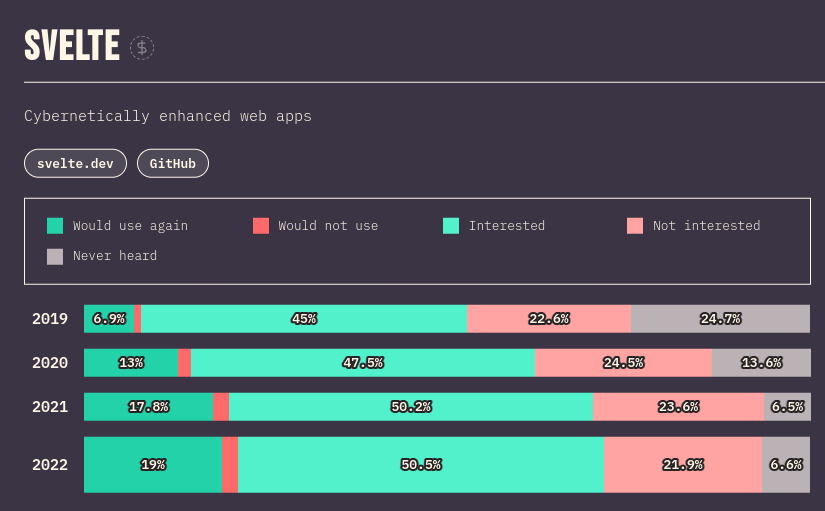 SVELTE $
Cybernetically enhanced web apps
svelte.dev GitHub
Would use again Would not use Interested Not interested
Never heard
2019 6.9% 45% 22.6% 24.7%
2020 13% 47.5% 24.5% 13.6%
2021 17.8% 50.2% 23.6% 6.5%
2022 19% 50.5% 21.9% 6.6%